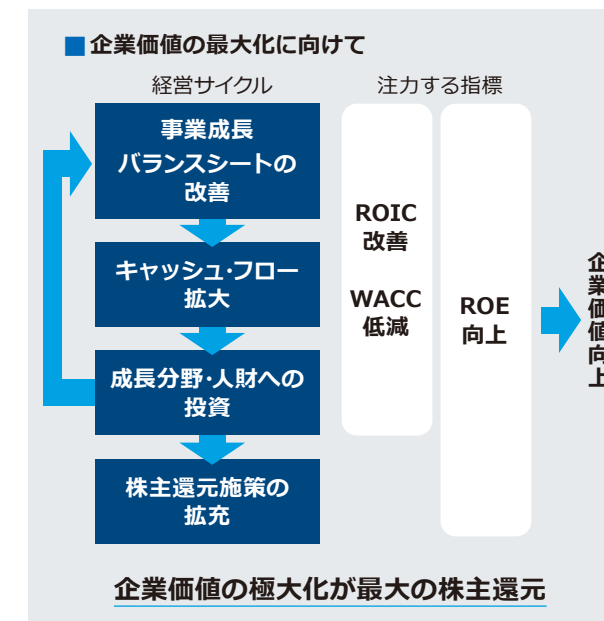 企業価値の最大化に向けて
経営サイクル
注力する指標
事業成長
バランスシートの
改善
キャッシュ・フロー
拡大
成長分野・人財への
投資
株主還元施策の
拡充
ROIC
改善
WACC
低減
ROE
向上
企業価値向上
企業価値の極大化が最大の株主還元